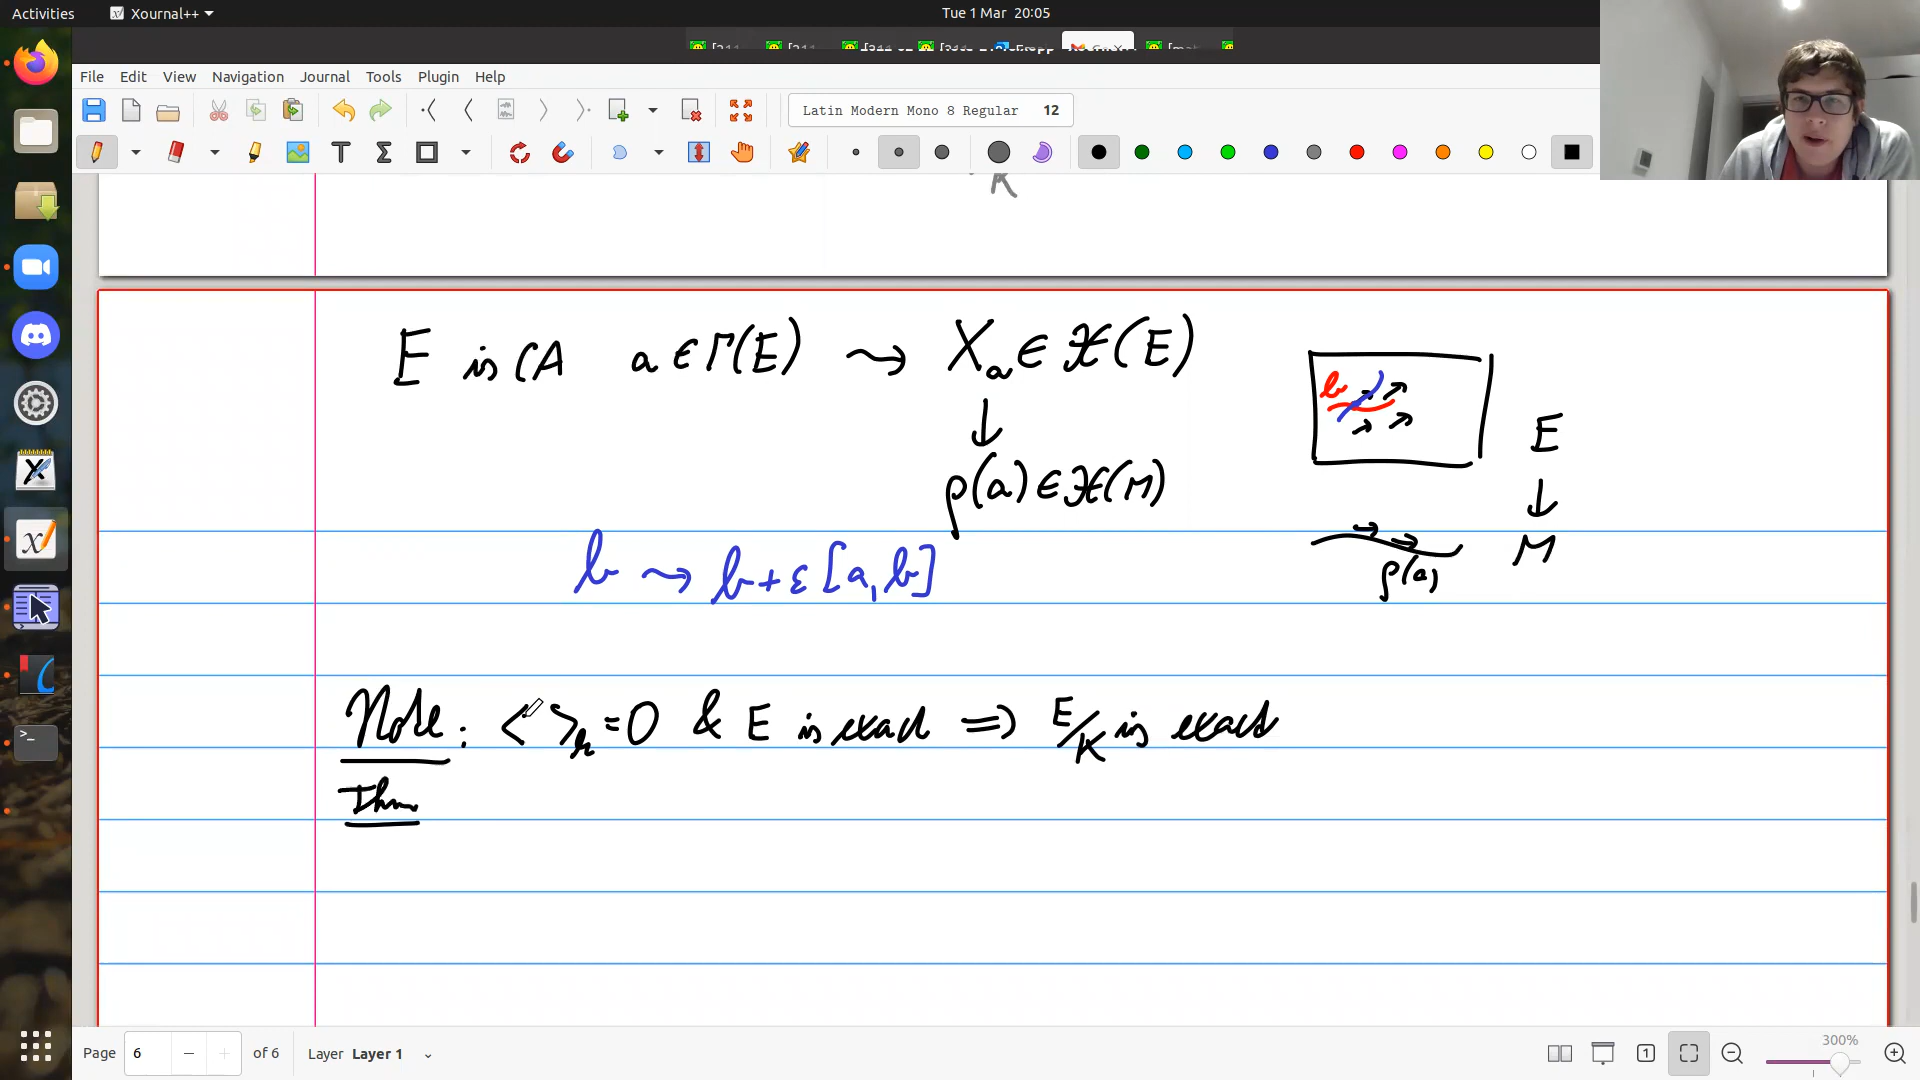 Activities Xournal++ Tue 1 Mar 20:05
File Edit View Navigation Journal Tools Plugin Help
Latin Modern Mono 8 Regular 12
K
E is CA a ∈ Γ(E) ⇝ X_a ∈ 𝔛(E)
↓
ρ(a) ∈ 𝔛(M)
b
E
↓
M
ρ(a)
b ⇝ b + ε [a, b]
Note: < >_h = 0 & E is exact ⟹ E/K is exact
Thm
Page 6 of 6 Layer Layer 1 1 300%